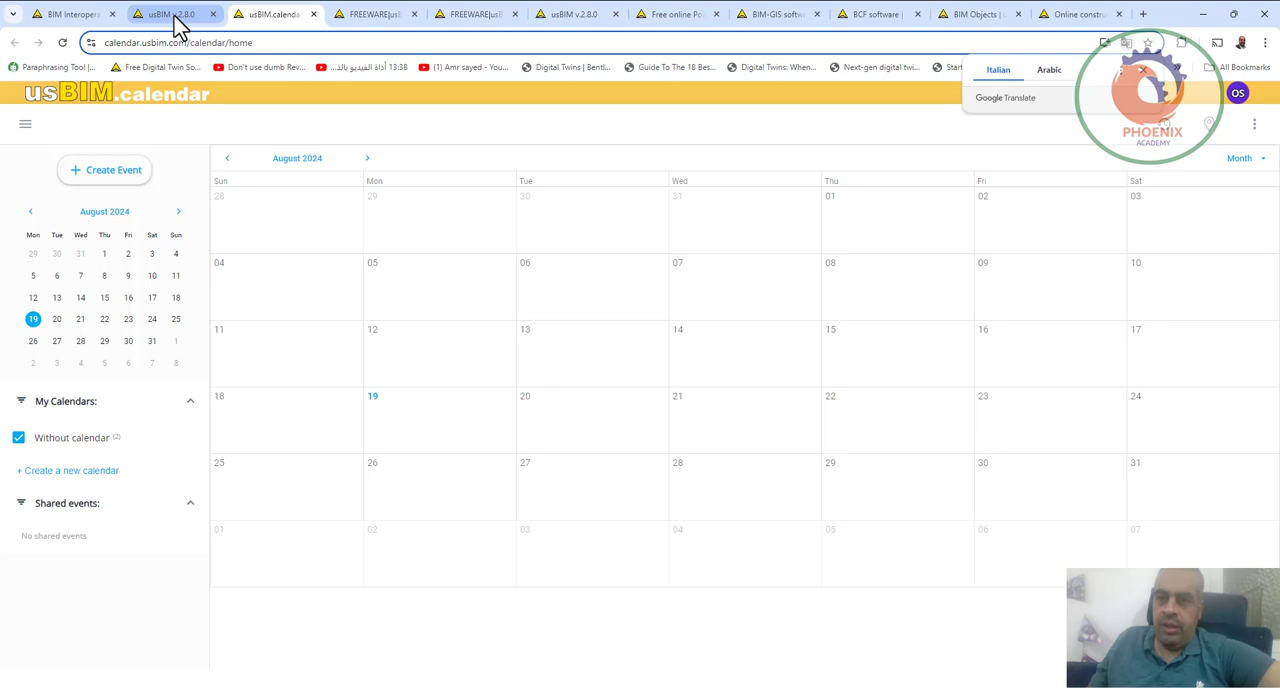 BIM Interopera
usBIM v.2.8.0
usBIM.calendar
FREEWARE|usB
FREEWARE|usB
usBIM v.2.8.0
Free online Poi
BIM-GIS softw
BCF software |
BIM Objects | u
Online constru
calendar.usbim.com/calendar/home
Paraphrasing Tool |...
Free Digital Twin So...
Don't use dumb Rev...
13:38 أداة الفيديو بالذ...
(1) Amr sayed - You...
Digital Twins | Bentl...
Guide To The 18 Bes...
Digital Twins: When...
Next-gen digital twi...
Start
All Bookmarks
Italian Arabic
Google Translate
usBIM.calendar
OS
PHOENIX
ACADEMY
Create Event
August 2024
Mon Tue Wed Thu Fri Sat Sun
29 30 31 1 2 3 4
5 6 7 8 9 10 11
12 13 14 15 16 17 18
19 20 21 22 23 24 25
26 27 28 29 30 31 1
2 3 4 5 6 7 8
My Calendars:
Without calendar (2)
+ Create a new calendar
Shared events:
No shared events
August 2024
Month
Sun Mon Tue Wed Thu Fri Sat
28 29 30 31 01 02 03
04 05 06 07 08 09 10
11 12 13 14 15 16 17
18 19 20 21 22 23 24
25 26 27 28 29 30 31
01 02 03 04 05 06 07